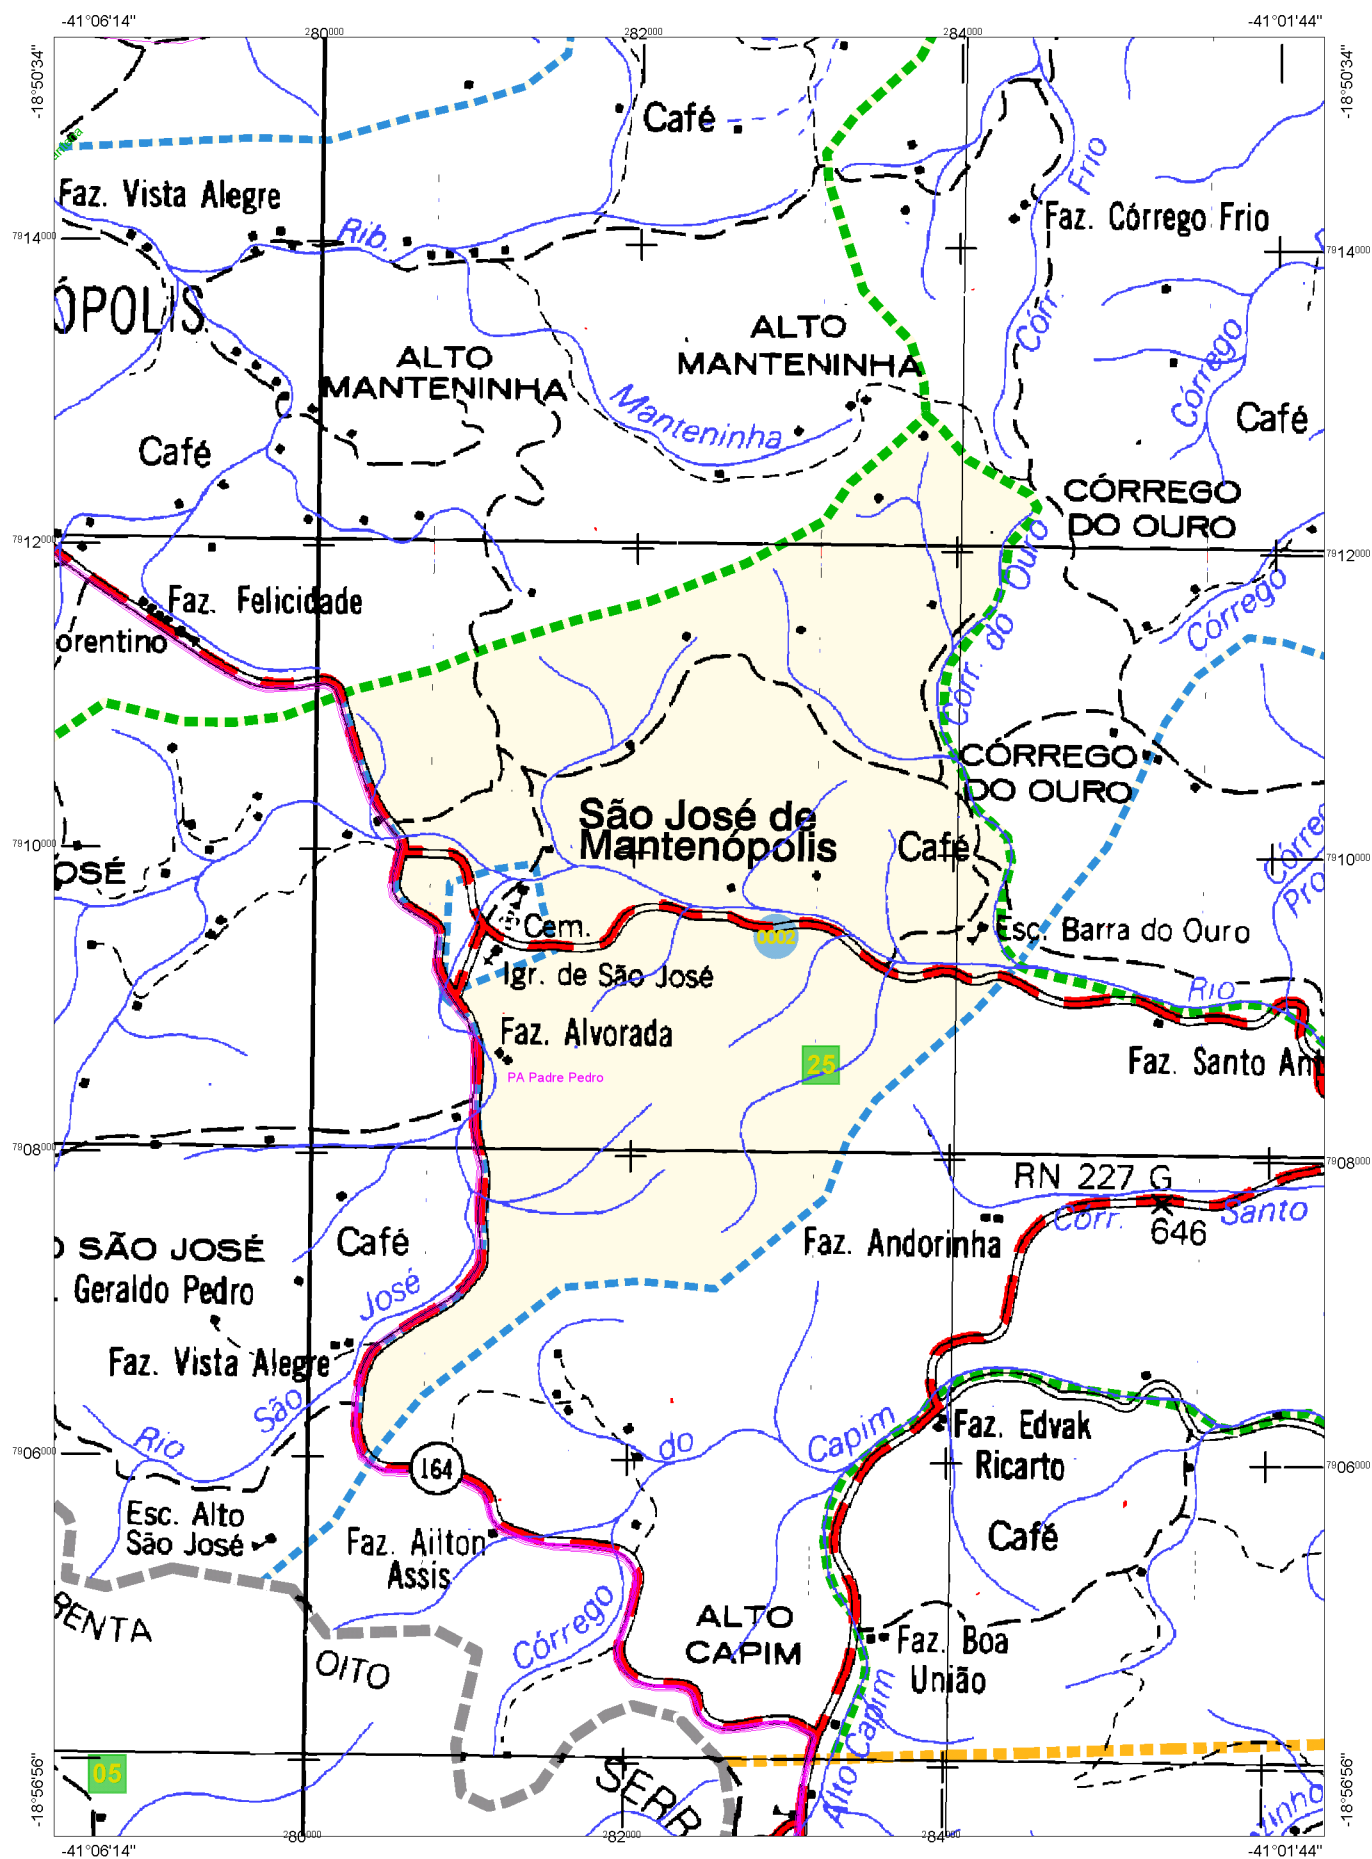 -41°06'14"
-41°01'44"
280000
282000
284000
-18°50'34"
-18°50'34"
Café
Faz. Vista Alegre
Frio
Rib.
Faz. Córrego Frio
7914000
7914000
ÓPOLIS
Córr.
ALTO
MANTENINHA
ALTO
MANTENINHA
Córrego
Manteninha
Café
Café
CÓRREGO
DO OURO
7912000
7912000
Faz. Felicidade
orentino
Córr. do Ouro
Córrego
CÓRREGO
DO OURO
São José de
Mantenópolis
Café
7910000
7910000
OSÉ
Córre
Pro
Cem.
0002
Esc. Barra do Ouro
Igr. de São José
Rio
Faz. Alvorada
PA Padre Pedro
25
Faz. Santo Ant
7908000
7908000
RN 227 G
Córr.
Santo
646
Faz. Andorinha
O SÃO JOSÉ
Café
. Geraldo Pedro
José
Faz. Vista Alegre
São
Rio
do
Capim
Faz. Edvak
Ricarto
7906000
7906000
164
Esc. Alto
São José
Faz. Ailton
Assis
Café
RENTA
OITO
Córrego
ALTO
CAPIM
Faz. Boa
União
Alto Capim
05
SERR
zinho
-18°56'56"
-18°56'56"
280000
282000
284000
-41°06'14"
-41°01'44"